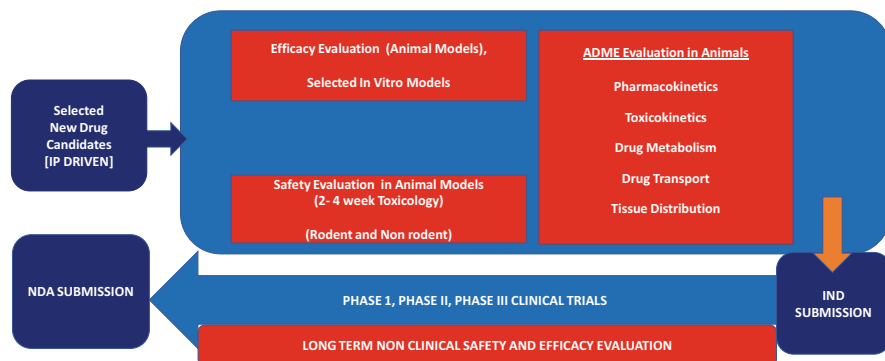 Selected
New Drug
Candidates
[IP DRIVEN]
Efficacy Evaluation (Animal Models),
Selected In Vitro Models
Safety Evaluation in Animal Models
(2- 4 week Toxicology)
(Rodent and Non rodent)
ADME Evaluation in Animals
Pharmacokinetics
Toxicokinetics
Drug Metabolism
Drug Transport
Tissue Distribution
IND
SUBMISSION
PHASE 1, PHASE II, PHASE III CLINICAL TRIALS
LONG TERM NON CLINICAL SAFETY AND EFFICACY EVALUATION
NDA SUBMISSION